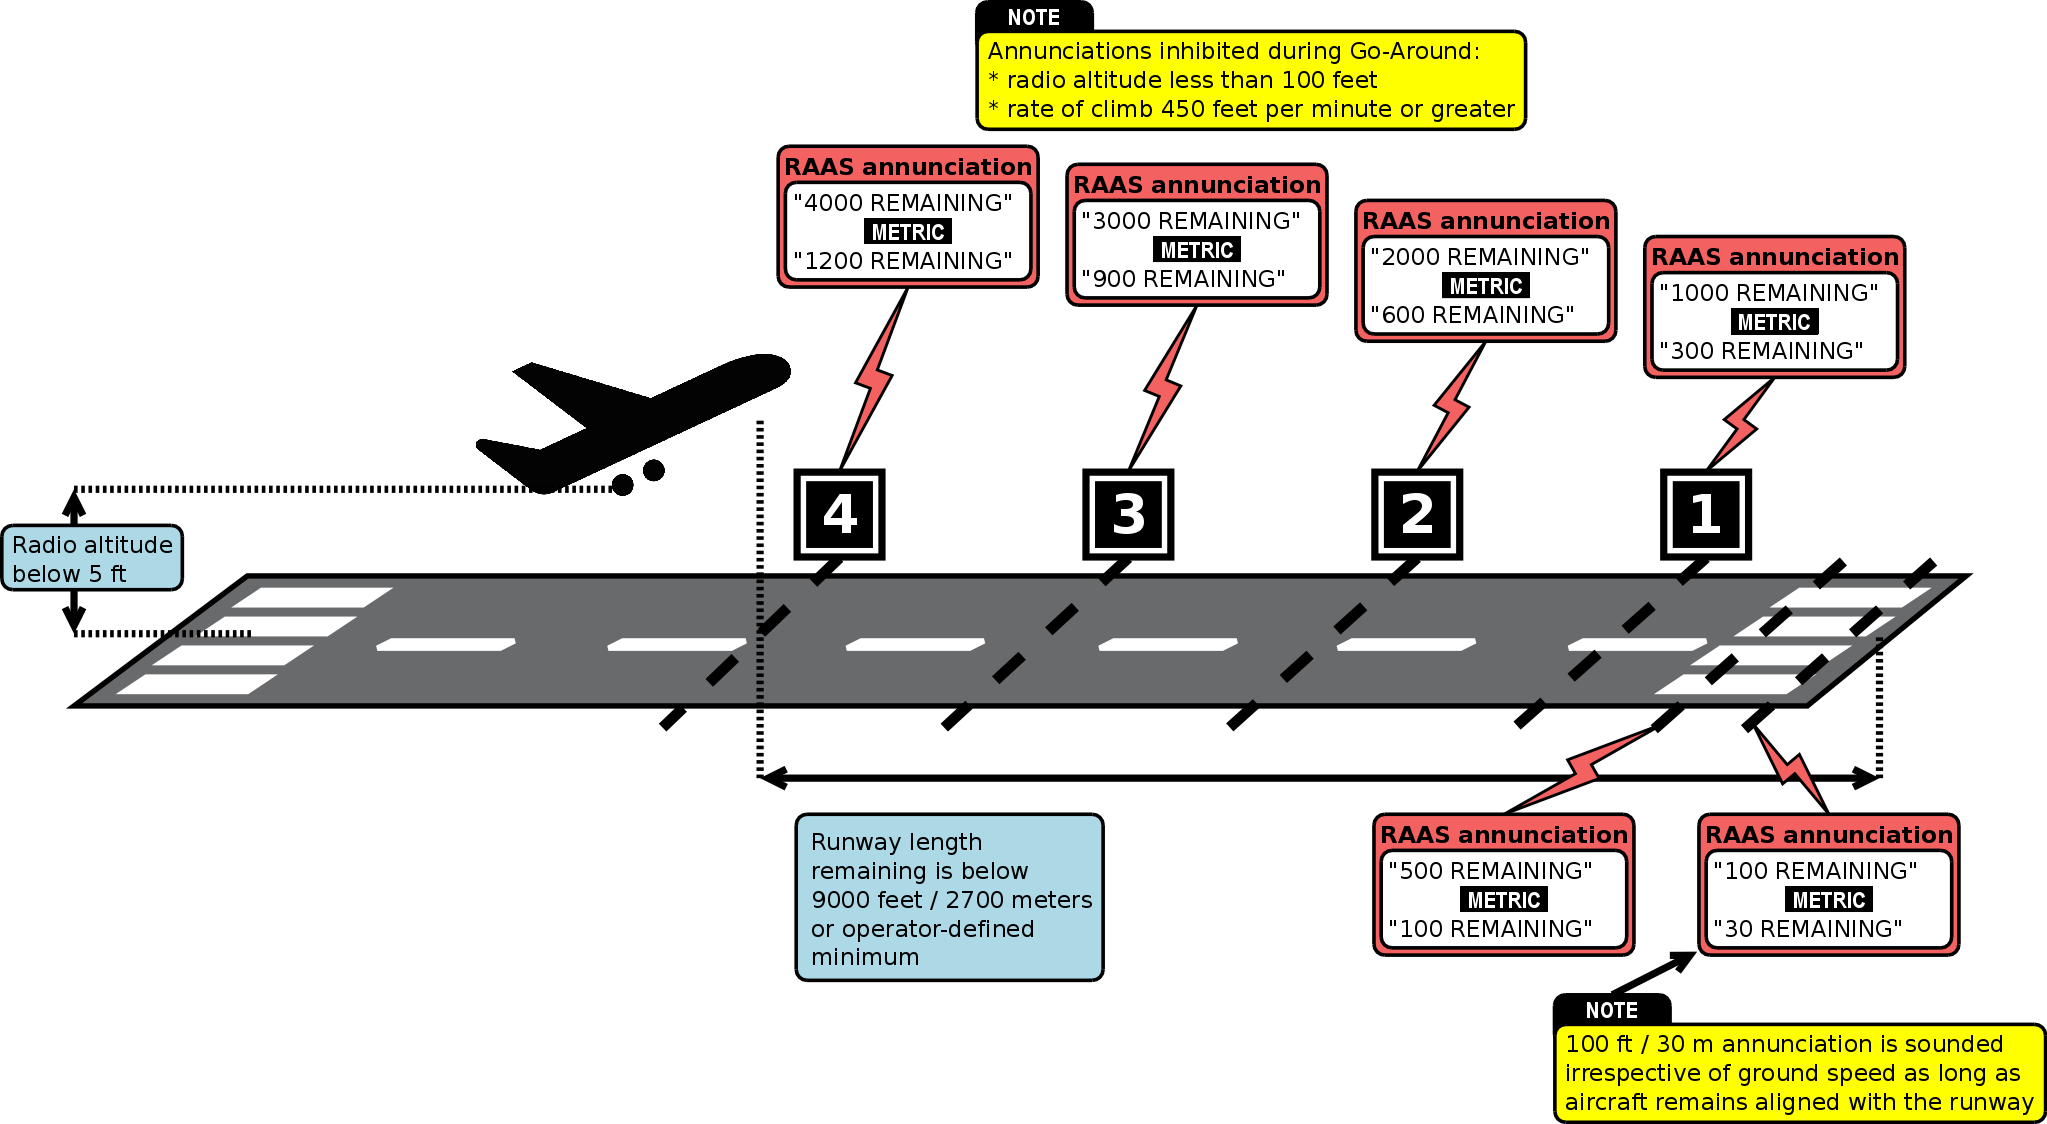 NOTE
Annunciations inhibited during Go-Around:
* radio altitude less than 100 feet
* rate of climb 450 feet per minute or greater
RAAS annunciation
"4000 REMAINING"
METRIC
"1200 REMAINING"
RAAS annunciation
"3000 REMAINING"
METRIC
"900 REMAINING"
RAAS annunciation
"2000 REMAINING"
METRIC
"600 REMAINING"
RAAS annunciation
"1000 REMAINING"
METRIC
"300 REMAINING"
4
3
2
1
Radio altitude
below 5 ft
Runway length
remaining is below
9000 feet / 2700 meters
or operator-defined
minimum
RAAS annunciation
"500 REMAINING"
METRIC
"100 REMAINING"
RAAS annunciation
"100 REMAINING"
METRIC
"30 REMAINING"
NOTE
100 ft / 30 m annunciation is sounded
irrespective of ground speed as long as
aircraft remains aligned with the runway